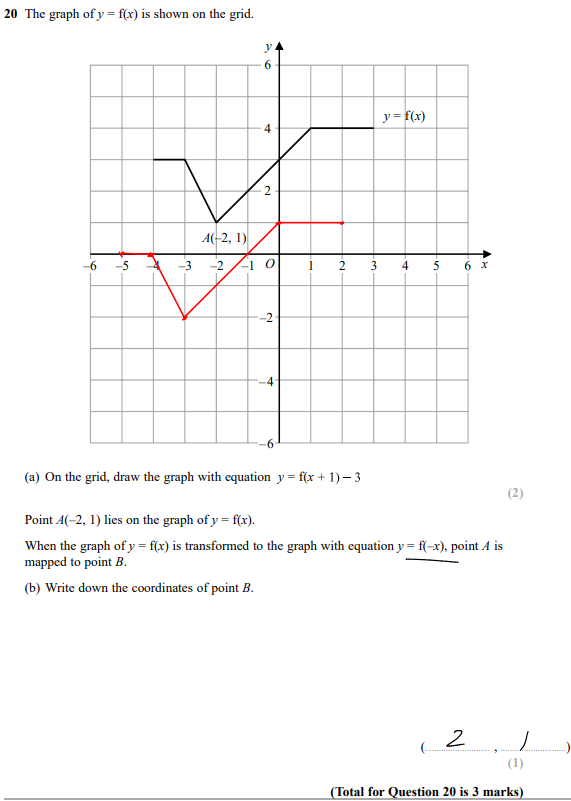 20 The graph of y = f(x) is shown on the grid.
y
6
y = f(x)
4
2
A(–2, 1)
–6 –5 –4 –3 –2 –1 O 1 2 3 4 5 6 x
–2
–4
–6
(a) On the grid, draw the graph with equation y = f(x + 1) – 3
(2)
Point A(–2, 1) lies on the graph of y = f(x).
When the graph of y = f(x) is transformed to the graph with equation y = f(–x), point A is
mapped to point B.
(b) Write down the coordinates of point B.
(2, 1)
(1)
(Total for Question 20 is 3 marks)